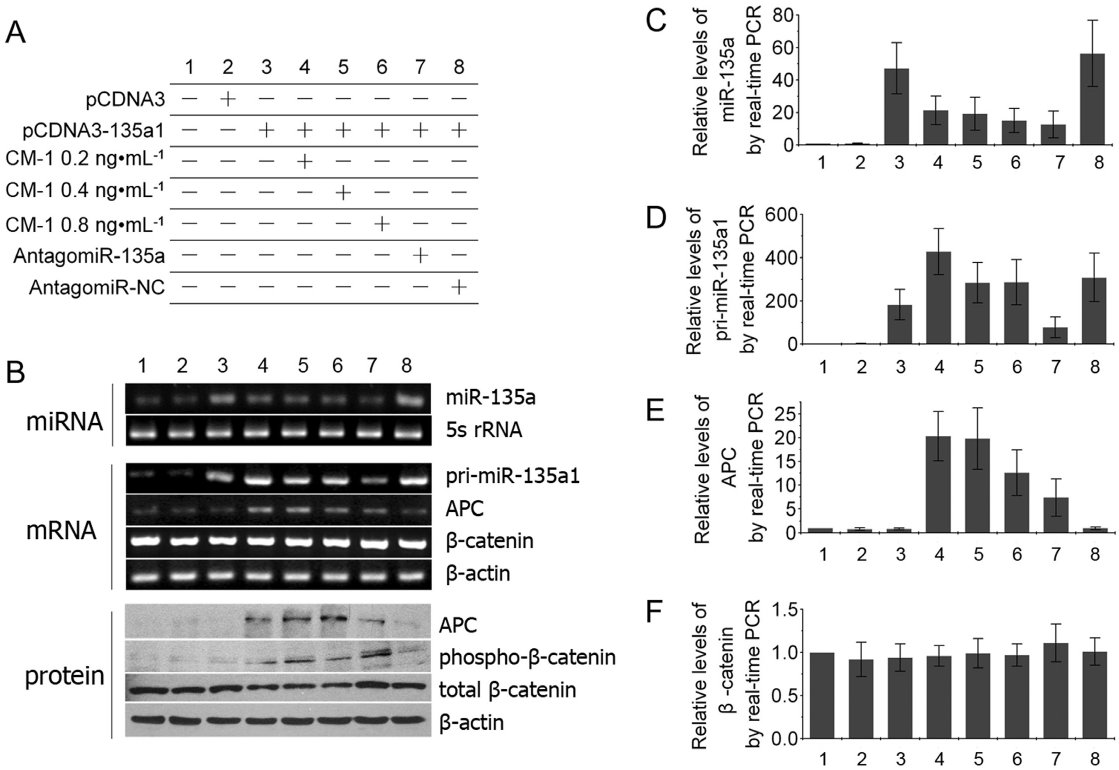 A
1 2 3 4 5 6 7 8
pCDNA3 — + — — — — — —
pCDNA3-135a1 — — + + + + + +
CM-1 0.2 ng•mL⁻¹ — — — + — — — —
CM-1 0.4 ng•mL⁻¹ — — — — + — — —
CM-1 0.8 ng•mL⁻¹ — — — — — + — —
AntagomiR-135a — — — — — — + —
AntagomiR-NC — — — — — — — +
B
1 2 3 4 5 6 7 8
miRNA
miR-135a
5s rRNA
mRNA
pri-miR-135a1
APC
β-catenin
β-actin
protein
APC
phospho-β-catenin
total β-catenin
β-actin
C
Relative levels of
miR-135a
by real-time PCR
80
60
40
20
0
1 2 3 4 5 6 7 8
D
Relative levels of
pri-miR-135a1
by real-time PCR
600
400
200
0
1 2 3 4 5 6 7 8
E
Relative levels of
APC
by real-time PCR
25
20
15
10
5
0
1 2 3 4 5 6 7 8
F
Relative levels of
β -catenin
by real-time PCR
1.5
1.0
0.5
0.0
1 2 3 4 5 6 7 8